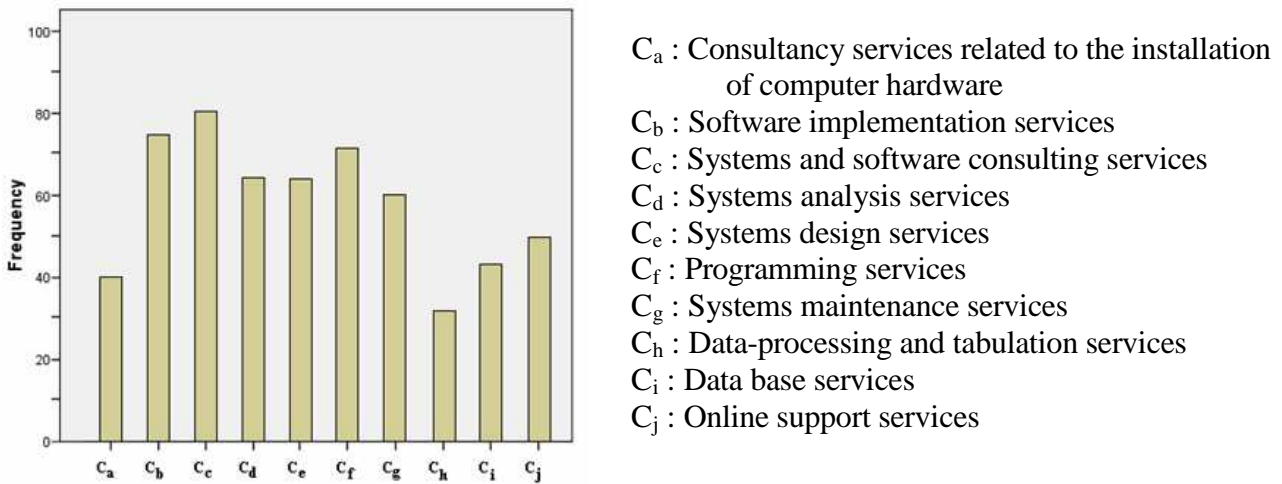 100
80
60
40
20
0
Frequency
Ca Cb Cc Cd Ce Cf Cg Ch Ci Cj
Ca : Consultancy services related to the installation
of computer hardware
Cb : Software implementation services
Cc : Systems and software consulting services
Cd : Systems analysis services
Ce : Systems design services
Cf : Programming services
Cg : Systems maintenance services
Ch : Data-processing and tabulation services
Ci : Data base services
Cj : Online support services